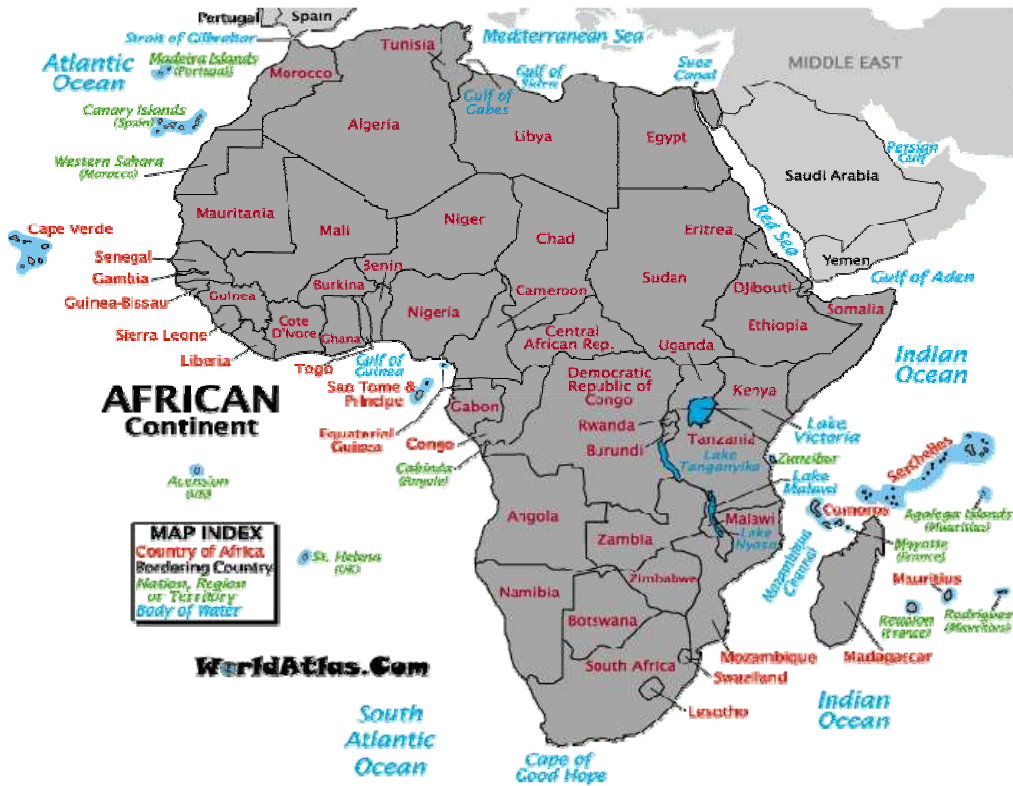 Portugal
Spain
Strait of Gibraltar
Mediterranean Sea
Tunisia
Atlantic
Ocean
Madeira Islands
(Portugal)
Morocco
Gulf of
Sidra
Suez
Canal
MIDDLE EAST
Gulf of
Gabes
Canary Islands
(Spain)
Algeria
Libya
Egypt
Persian
Gulf
Western Sahara
(Morocco)
Saudi Arabia
Red Sea
Cape Verde
Mauritania
Mali
Niger
Chad
Eritrea
Senegal
Gambia
Guinea-Bissau
Guinea
Benin
Burkina
Cameroon
Sudan
Djibouti
Yemen
Gulf of Aden
Somalia
Sierra Leone
Liberia
Cote
D'Ivore
Ghana
Nigeria
Central
African Rep.
Ethiopia
Togo
Gulf of
Guinea
Uganda
Indian
Ocean
Sao Tome &
Principe
Democratic
Republic of
Congo
Kenya
AFRICAN
Continent
Gabon
Equatorial
Guinea
Congo
Rwanda
Burundi
Tanzania
Lake
Tanganyika
Lake
Victoria
Cabinda
(Angola)
Zanzibar
Lake
Malawi
Seychelles
(UK)
Comoros
Agalega Islands
(Mauritius)
MAP INDEX
Country of Africa
Bordering Country
Nation, Region
or Territory
Body of Water
Angola
Zambia
Malawi
Lake
Nyasa
Mozambique
Channel
Mayotte
(France)
St. Helena
(UK)
Namibia
Zimbabwe
Mauritius
Botswana
Reunion
(France)
Rodrigues
(Mauritius)
South Africa
Mozambique
Madagascar
WorldAtlas.Com
Swaziland
Lesotho
Indian
Ocean
South
Atlantic
Ocean
Cape of
Good Hope